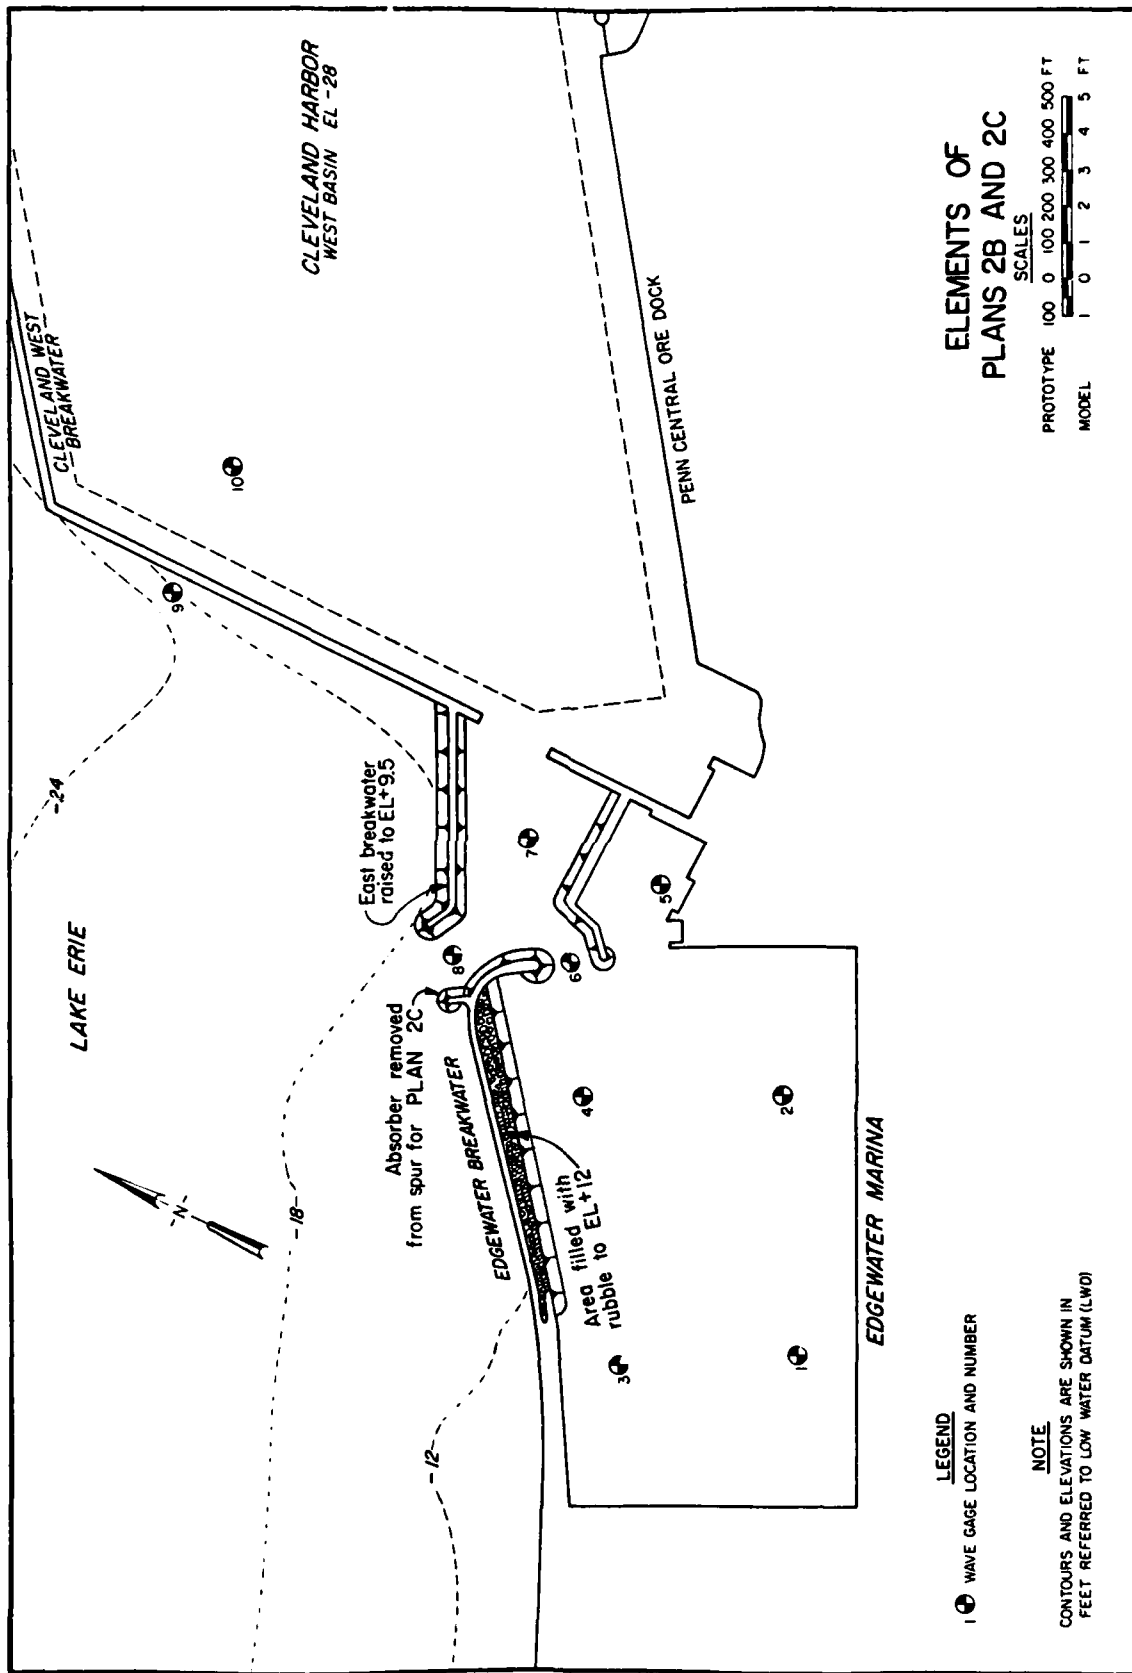 LAKE ERIE
CLEVELAND WEST
BREAKWATER
CLEVELAND HARBOR
WEST BASIN EL -28
-24
-18
-12
N
East breakwater
raised to EL+9.5
Absorber removed
from spur for PLAN 2C
EDGEWATER BREAKWATER
Area filled with
rubble to EL+12
PENN CENTRAL ORE DOCK
EDGEWATER MARINA
1
2
3
4
5
6
7
8
9
10
LEGEND
1 WAVE GAGE LOCATION AND NUMBER
NOTE
CONTOURS AND ELEVATIONS ARE SHOWN IN
FEET REFERRED TO LOW WATER DATUM (LWD)
ELEMENTS OF
PLANS 2B AND 2C
SCALES
PROTOTYPE 100 0 100 200 300 400 500 FT
MODEL 1 0 1 2 3 4 5 FT